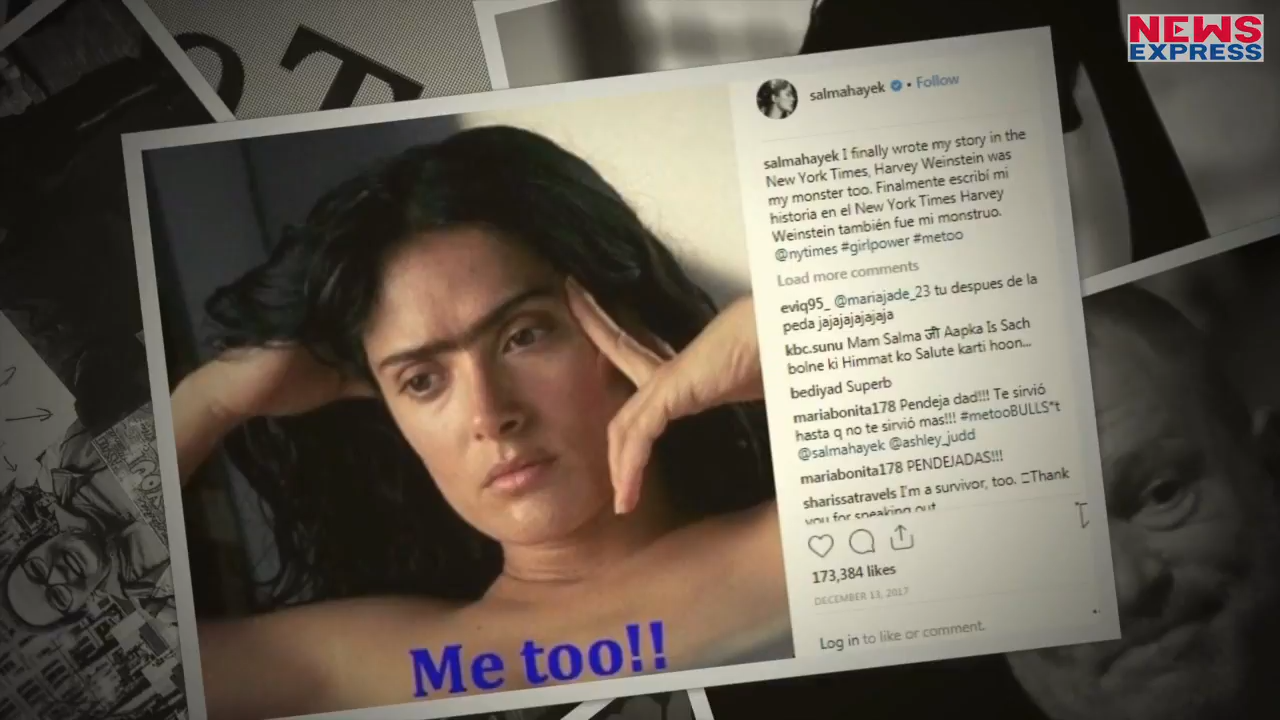 NEWS
EXPRESS
OT
salmahayek • Follow
salmahayek I finally wrote my story in the
New York Times, Harvey Weinstein was
my monster too. Finalmente escribí mi
historia en el New York Times Harvey
Weinstein también fue mi monstruo.
@nytimes #girlpower #metoo
Load more comments
eviq95_ @mariajade_23 tu despues de la
peda jajajajajajaja
kbc.sunu Mam Salma जी Aapka Is Sach
bolne ki Himmat ko Salute karti hoon...
bediyad Superb
mariabonita178 Pendeja dad!!! Te sirvió
hasta q no te sirvió mas!!! #metooBULLS*t
@salmahayek @ashley_judd
mariabonita178 PENDEJADAS!!!
sharissatravels I'm a survivor, too. Thank
you for speaking out
173,384 likes
DECEMBER 13, 2017
Log in to like or comment.
Me too!!